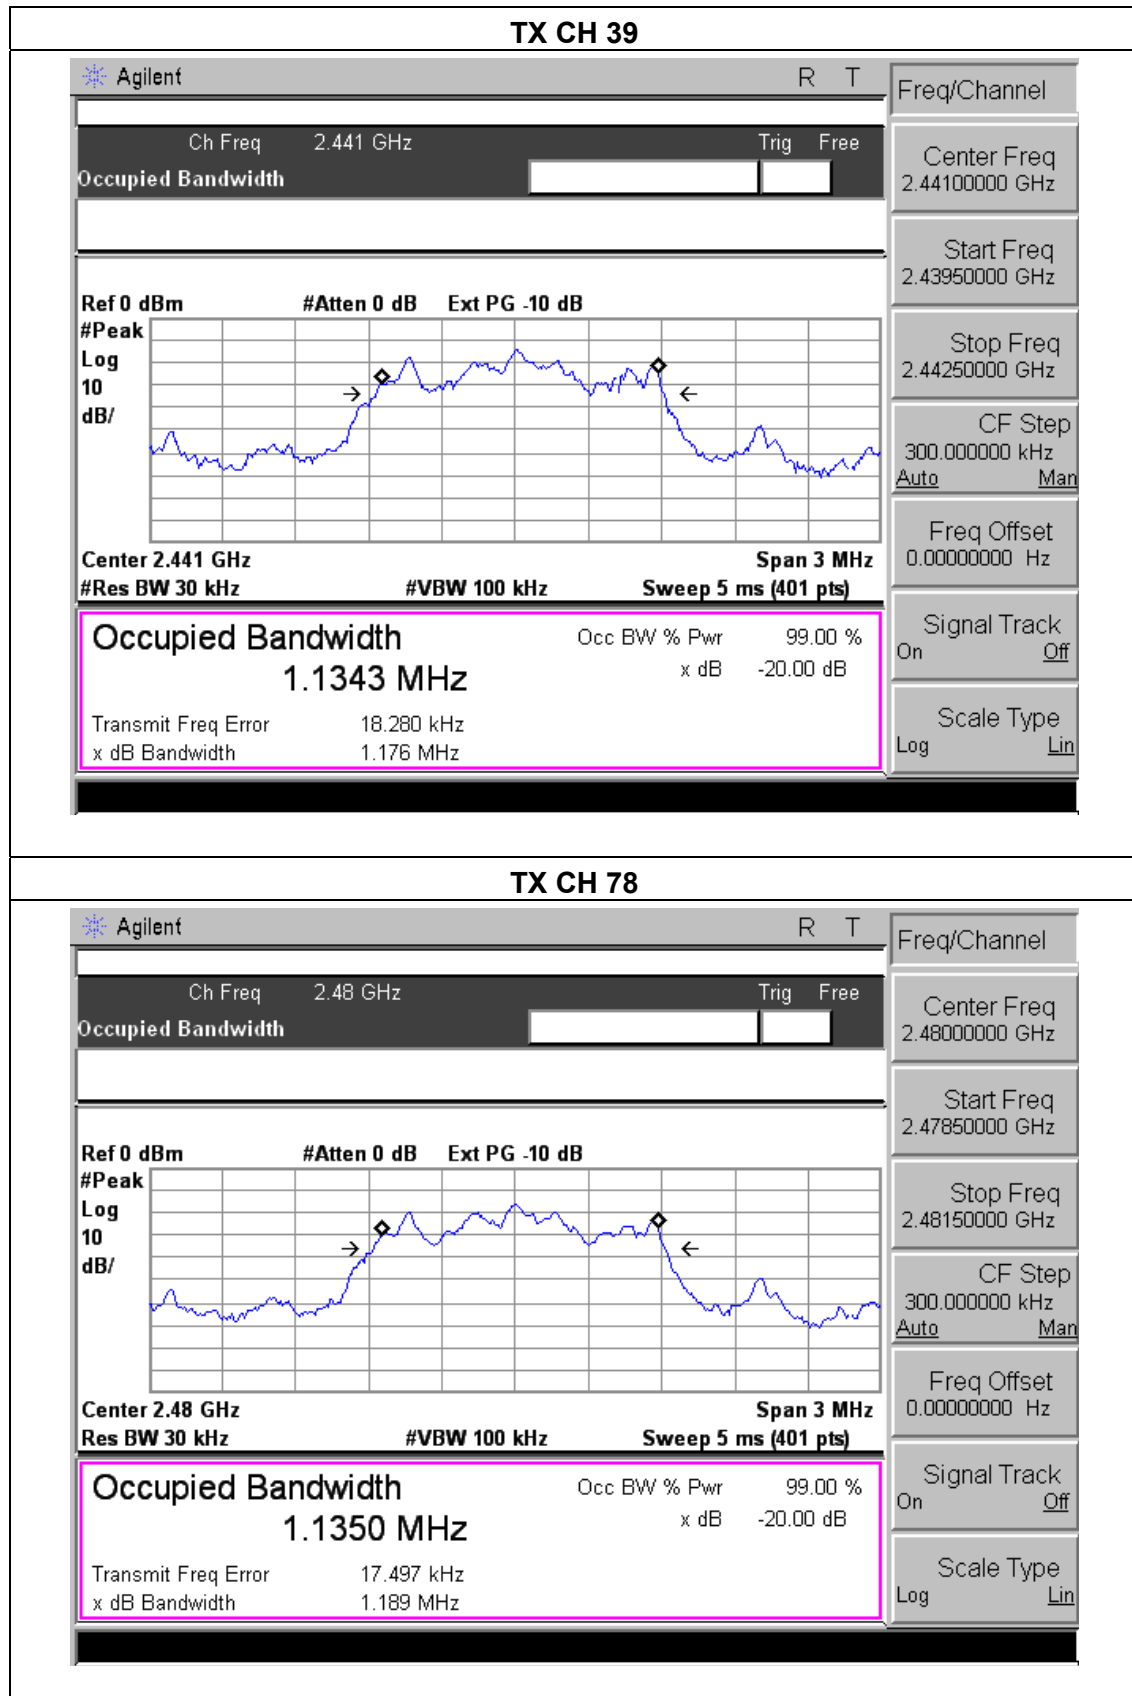 TX CH 39
Agilent R T
Freq/Channel
Ch Freq 2.441 GHz Trig Free
Occupied Bandwidth
Center Freq
2.44100000 GHz
Start Freq
2.43950000 GHz
Ref 0 dBm #Atten 0 dB Ext PG -10 dB
#Peak
Log
10
dB/
Stop Freq
2.44250000 GHz
CF Step
300.000000 kHz
Auto Man
Freq Offset
0.00000000 Hz
Center 2.441 GHz Span 3 MHz
#Res BW 30 kHz #VBW 100 kHz Sweep 5 ms (401 pts)
Occupied Bandwidth Occ BW % Pwr 99.00 %
1.1343 MHz x dB -20.00 dB
Transmit Freq Error 18.280 kHz
x dB Bandwidth 1.176 MHz
Signal Track
On Off
Scale Type
Log Lin
TX CH 78
Agilent R T
Freq/Channel
Ch Freq 2.48 GHz Trig Free
Occupied Bandwidth
Center Freq
2.48000000 GHz
Start Freq
2.47850000 GHz
Ref 0 dBm #Atten 0 dB Ext PG -10 dB
#Peak
Log
10
dB/
Stop Freq
2.48150000 GHz
CF Step
300.000000 kHz
Auto Man
Freq Offset
0.00000000 Hz
Center 2.48 GHz Span 3 MHz
Res BW 30 kHz #VBW 100 kHz Sweep 5 ms (401 pts)
Occupied Bandwidth Occ BW % Pwr 99.00 %
1.1350 MHz x dB -20.00 dB
Transmit Freq Error 17.497 kHz
x dB Bandwidth 1.189 MHz
Signal Track
On Off
Scale Type
Log Lin